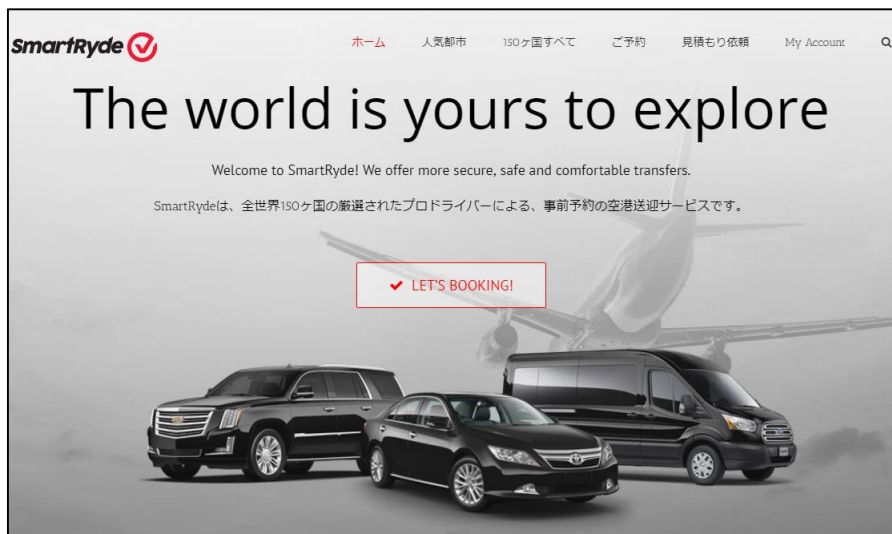 SmartRyde
ホーム 人気都市 150ヶ国すべて ご予約 見積もり依頼 My Account
The world is yours to explore
Welcome to SmartRyde! We offer more secure, safe and comfortable transfers.
SmartRydeは、全世界150ヶ国の厳選されたプロドライバーによる、事前予約の空港送迎サービスです。
LET'S BOOKING!